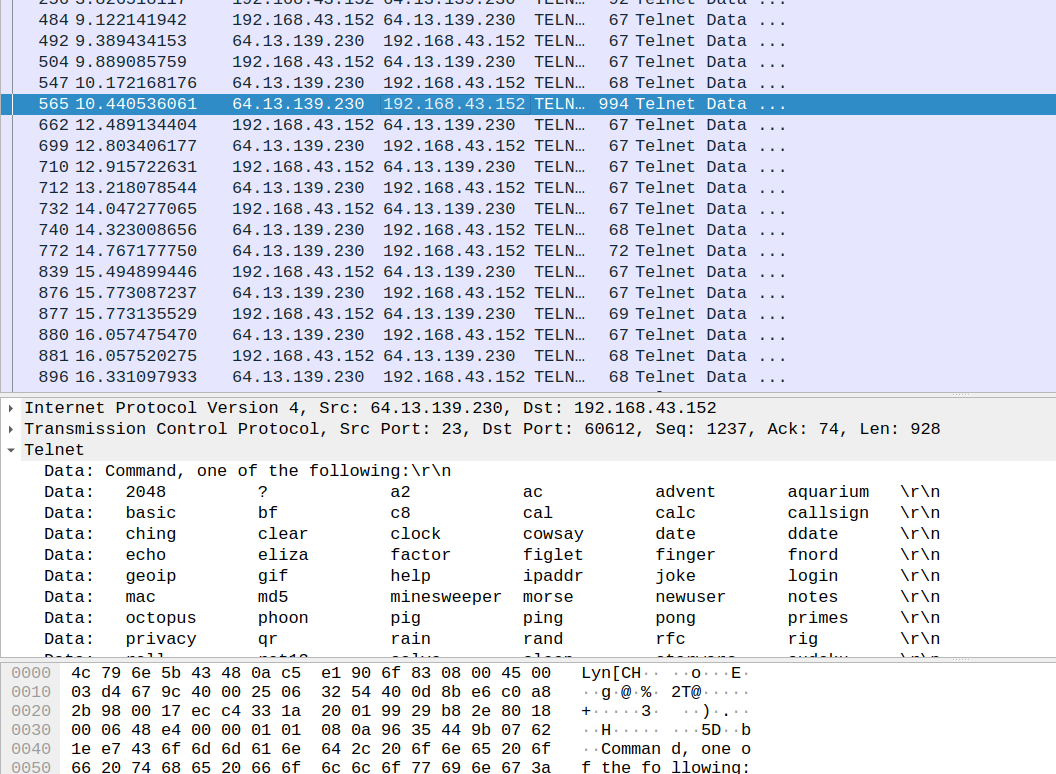 484 9.122141942 192.168.43.152 64.13.139.230 TELN… 67 Telnet Data ...
492 9.389434153 64.13.139.230 192.168.43.152 TELN… 67 Telnet Data ...
504 9.889085759 192.168.43.152 64.13.139.230 TELN… 67 Telnet Data ...
547 10.172168176 64.13.139.230 192.168.43.152 TELN… 68 Telnet Data ...
565 10.440536061 64.13.139.230 192.168.43.152 TELN… 994 Telnet Data ...
662 12.489134404 192.168.43.152 64.13.139.230 TELN… 67 Telnet Data ...
699 12.803406177 64.13.139.230 192.168.43.152 TELN… 67 Telnet Data ...
710 12.915722631 192.168.43.152 64.13.139.230 TELN… 67 Telnet Data ...
712 13.218078544 64.13.139.230 192.168.43.152 TELN… 67 Telnet Data ...
732 14.047277065 192.168.43.152 64.13.139.230 TELN… 67 Telnet Data ...
740 14.323008656 64.13.139.230 192.168.43.152 TELN… 68 Telnet Data ...
772 14.767177750 64.13.139.230 192.168.43.152 TELN… 72 Telnet Data ...
839 15.494899446 192.168.43.152 64.13.139.230 TELN… 67 Telnet Data ...
876 15.773087237 64.13.139.230 192.168.43.152 TELN… 67 Telnet Data ...
877 15.773135529 192.168.43.152 64.13.139.230 TELN… 69 Telnet Data ...
880 16.057475470 64.13.139.230 192.168.43.152 TELN… 67 Telnet Data ...
881 16.057520275 192.168.43.152 64.13.139.230 TELN… 68 Telnet Data ...
896 16.331097933 64.13.139.230 192.168.43.152 TELN… 68 Telnet Data ...
Internet Protocol Version 4, Src: 64.13.139.230, Dst: 192.168.43.152
Transmission Control Protocol, Src Port: 23, Dst Port: 60612, Seq: 1237, Ack: 74, Len: 928
Telnet
Data: Command, one of the following:\r\n
Data: 2048 ? a2 ac advent aquarium \r\n
Data: basic bf c8 cal calc callsign \r\n
Data: ching clear clock cowsay date ddate \r\n
Data: echo eliza factor figlet finger fnord \r\n
Data: geoip gif help ipaddr joke login \r\n
Data: mac md5 minesweeper morse newuser notes \r\n
Data: octopus phoon pig ping pong primes \r\n
Data: privacy qr rain rand rfc rig \r\n
0000 4c 79 6e 5b 43 48 0a c5 e1 90 6f 83 08 00 45 00 Lyn[CH·· ··o···E·
0010 03 d4 67 9c 40 00 25 06 32 54 40 0d 8b e6 c0 a8 ··g·@·%· 2T@·····
0020 2b 98 00 17 ec c4 33 1a 20 01 99 29 b8 2e 80 18 +·····3· ··)·.··
0030 00 06 48 e4 00 00 01 01 08 0a 96 35 44 9b 07 62 ··H····· ···5D··b
0040 1e e7 43 6f 6d 6d 61 6e 64 2c 20 6f 6e 65 20 6f ··Comman d, one o
0050 66 20 74 68 65 20 66 6f 6c 6c 6f 77 69 6e 67 3a f the fo llowing: